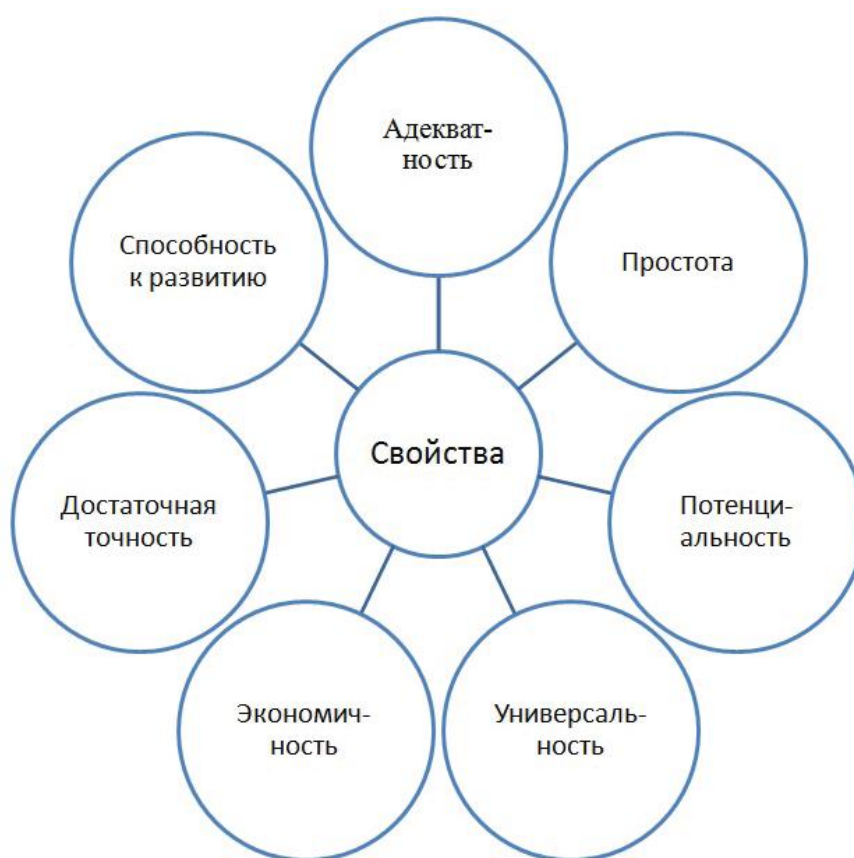 Адекват-
ность
Простота
Потенци-
альность
Универсаль-
ность
Экономич-
ность
Достаточная
точность
Способность
к развитию
Свойства